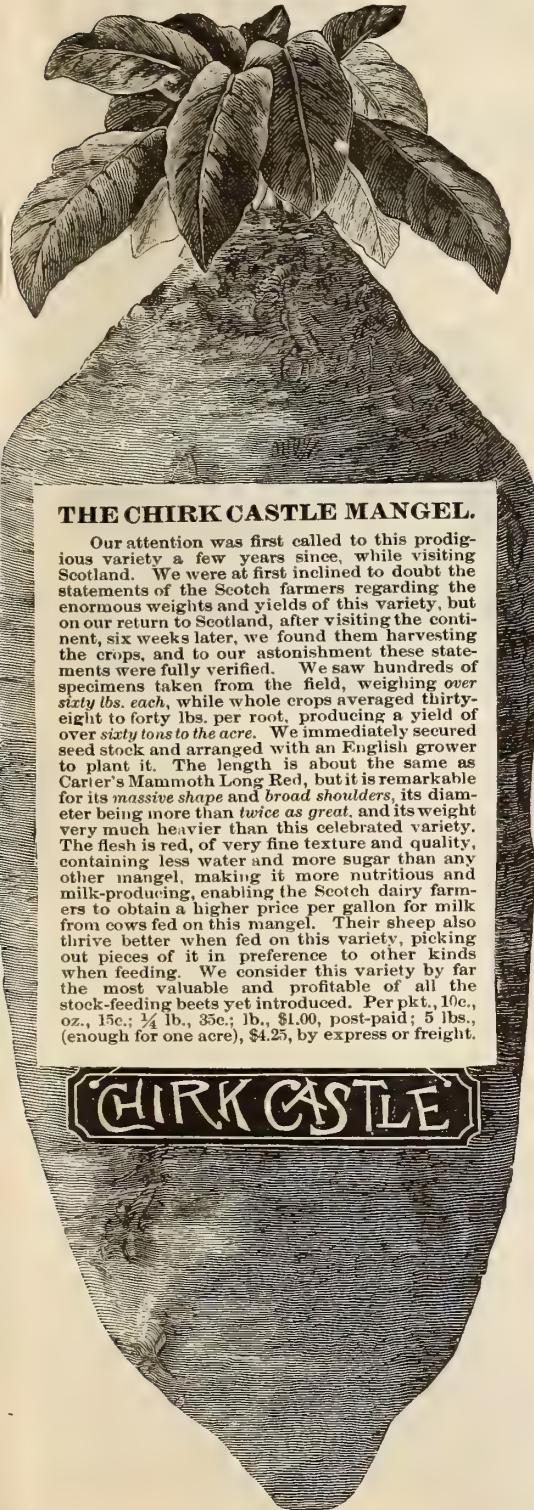 THE CHIRK CASTLE MANGEL.
Our attention was first called to this prodig-
ious variety a few years since, while visiting
Scotland. We were at first inclined to doubt the
statements of the Scotch farmers regarding the
enormous weights and yields of this variety, but
on our return to Scotland, after visiting the conti-
nent, six weeks later, we found them harvesting
the crops, and to our astonishment these state-
ments were fully verified. We saw hundreds of
specimens taken from the field, weighing over
sixty lbs. each, while whole crops averaged thirty-
eight to forty lbs. per root, producing a yield of
over sixty tons to the acre. We immediately secured
seed stock and arranged with an English grower
to plant it. The length is about the same as
Carter's Mammoth Long Red, but it is remarkable
for its massive shape and broad shoulders, its diam-
eter being more than twice as great, and its weight
very much heavier than this celebrated variety.
The flesh is red, of very fine texture and quality,
containing less water and more sugar than any
other mangel, making it more nutritious and
milk-producing, enabling the Scotch dairy farm-
ers to obtain a higher price per gallon for milk
from cows fed on this mangel. Their sheep also
thrive better when fed on this variety, picking
out pieces of it in preference to other kinds
when feeding. We consider this variety by far
the most valuable and profitable of all the
stock-feeding beets yet introduced. Per pkt., 10c.,
oz., 15c.; ¼ lb., 35c.; lb., $1.00, post-paid; 5 lbs.,
(enough for one acre), $4.25, by express or freight.
CHIRK CASTLE